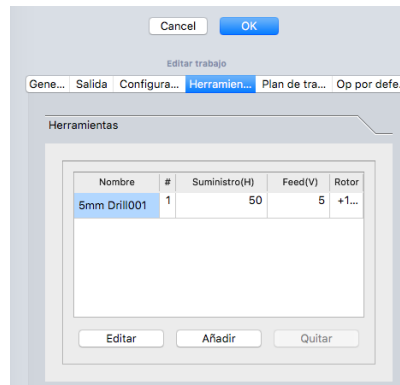 Cancel OK
Editar trabajo
Gene... Salida Configura... Herramien... Plan de tra... Op por defe.
Herramientas
Nombre # Suministro(H) Feed(V) Rotor
5mm Drill001 1 50 5 +1...
Editar Añadir Quitar